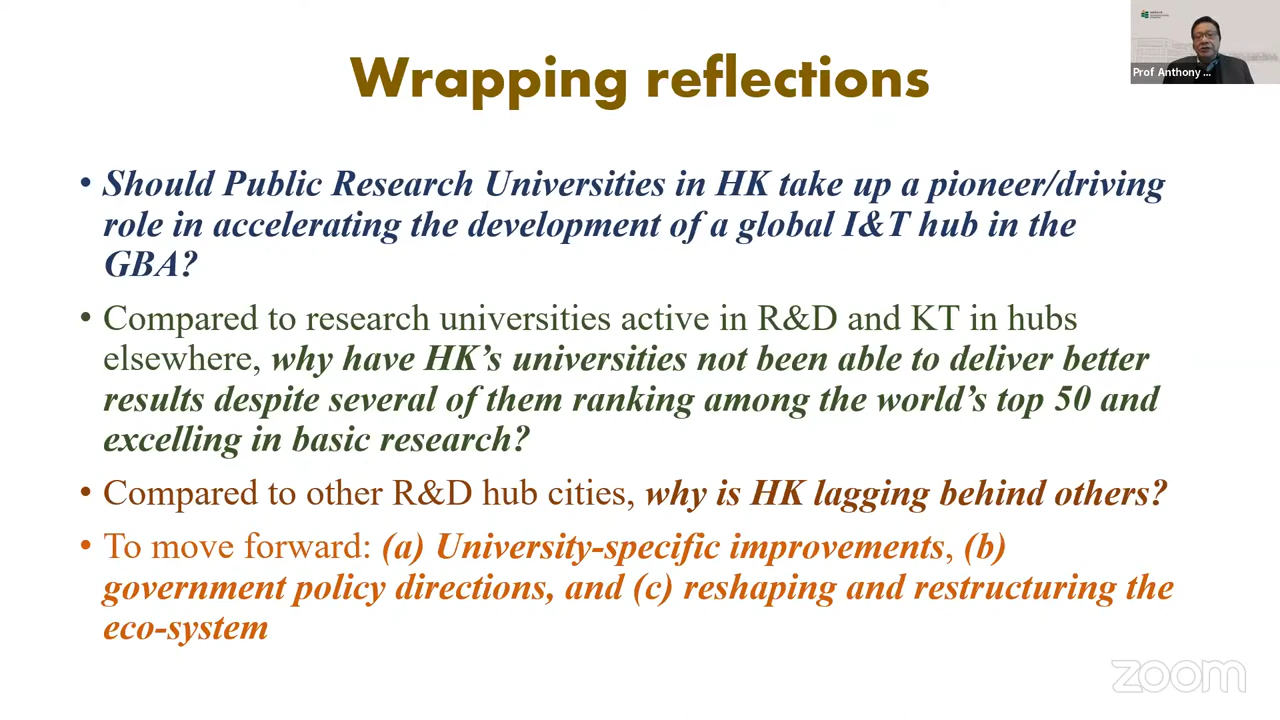 Prof Anthony ...
Wrapping reflections
• Should Public Research Universities in HK take up a pioneer/driving
role in accelerating the development of a global I&T hub in the
GBA?
• Compared to research universities active in R&D and KT in hubs
elsewhere, why have HK’s universities not been able to deliver better
results despite several of them ranking among the world’s top 50 and
excelling in basic research?
• Compared to other R&D hub cities, why is HK lagging behind others?
• To move forward: (a) University-specific improvements, (b)
government policy directions, and (c) reshaping and restructuring the
eco-system
zoom